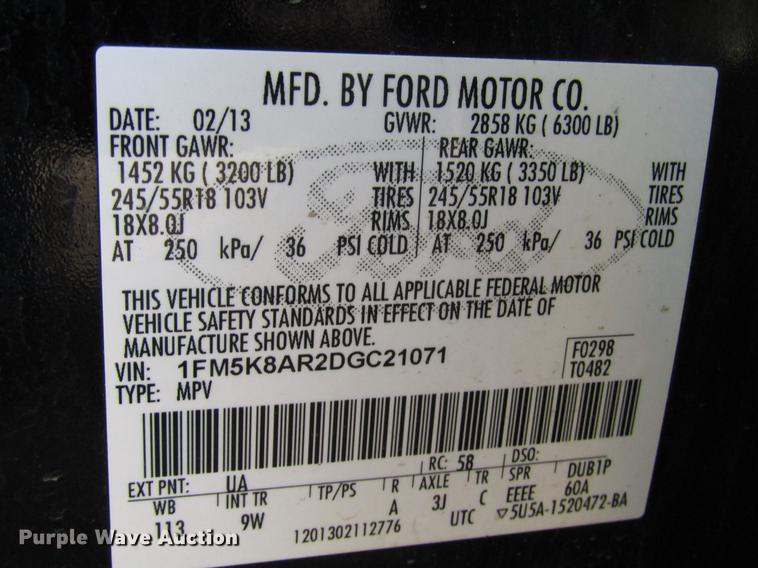 MFD. BY FORD MOTOR CO.
DATE: 02/13 GVWR: 2858 KG ( 6300 LB)
FRONT GAWR: REAR GAWR:
1452 KG ( 3200 LB) WITH 1520 KG ( 3350 LB) WITH
245/55R18 103V TIRES 245/55R18 103V TIRES
18X8.0J RIMS 18X8.0J RIMS
AT 250 kPa/ 36 PSI COLD AT 250 kPa/ 36 PSI COLD
Ford
THIS VEHICLE CONFORMS TO ALL APPLICABLE FEDERAL MOTOR
VEHICLE SAFETY STANDARDS IN EFFECT ON THE DATE OF
MANUFACTURE SHOWN ABOVE.
VIN: 1FM5K8AR2DGC21071 F0298
TYPE: MPV T0482
EXT PNT: UA RC: 58 DSO:
WB INT TR TP/PS R AXLE TR SPR DUB1P
113 9W A 3J C EEEE 60A
1201302112776 UTC ▽5U5A-1520472-BA
Purple Wave Auction